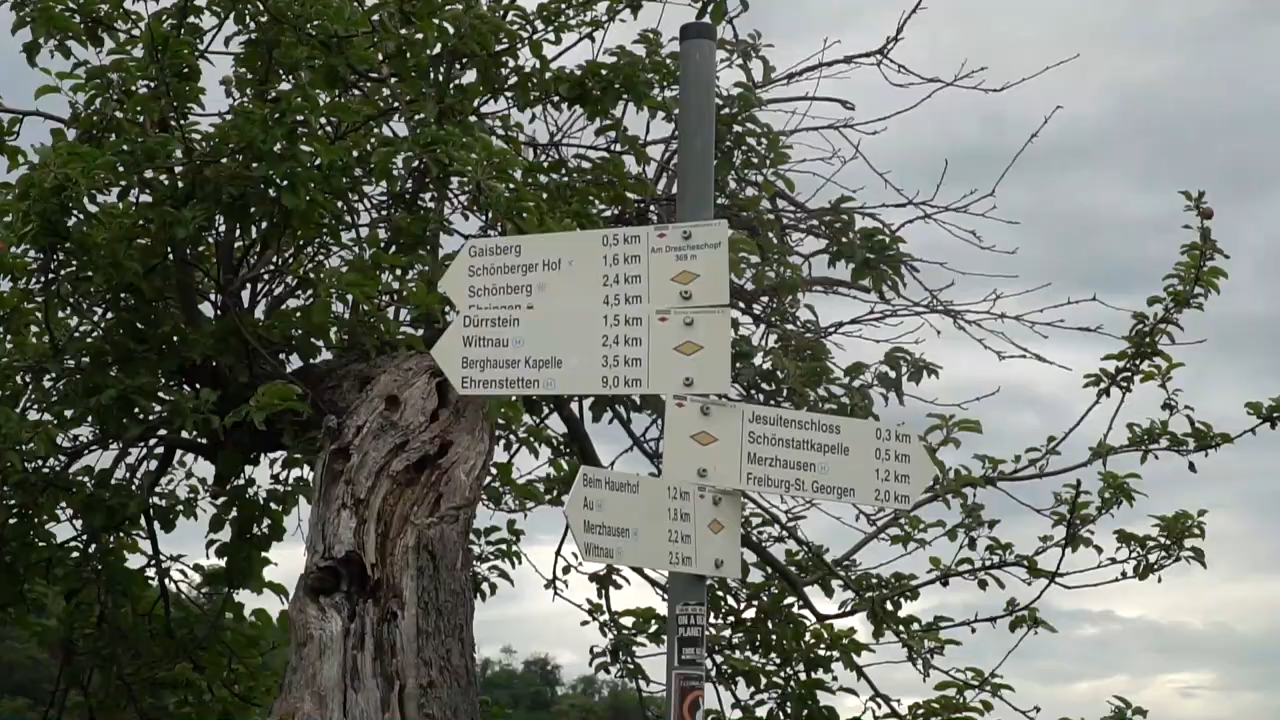 Gaisberg 0,5 km
Schönberger Hof 1,6 km
Schönberg 2,4 km
Ebringen 4,5 km
Am Drescheschopf
369 m
Dürrstein 1,5 km
Wittnau H 2,4 km
Berghauser Kapelle 3,5 km
Ehrenstetten H 9,0 km
Jesuitenschloss 0,3 km
Schönstattkapelle 0,5 km
Merzhausen H 1,2 km
Freiburg-St. Georgen 2,0 km
Beim Hauerhof 1,2 km
Au H 1,8 km
Merzhausen H 2,2 km
Wittnau H 2,5 km
ON A
PLANET